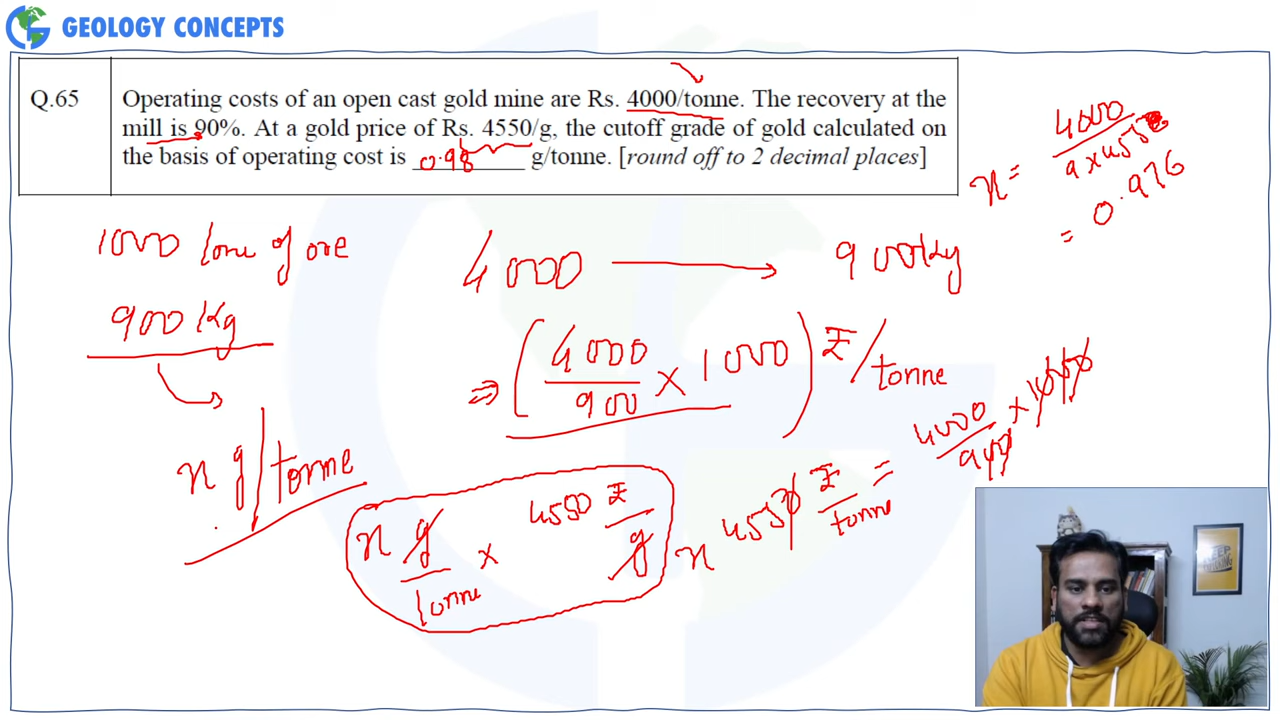 GEOLOGY CONCEPTS
Q.65
Operating costs of an open cast gold mine are Rs. 4000/tonne. The recovery at the
mill is 90%. At a gold price of Rs. 4550/g, the cutoff grade of gold calculated on
the basis of operating cost is 0.98 g/tonne. [round off to 2 decimal places]
x = 4000 / 9 x 455
= 0.976
1000 tone of ore
4000 → 900 Kg
900 Kg
⇒ (4000/900 × 1000) ₹/tonne
x g/tonne
x g/tonne × 4550 ₹/g
x 4550 ₹/tonne = 4000/900 × 1000